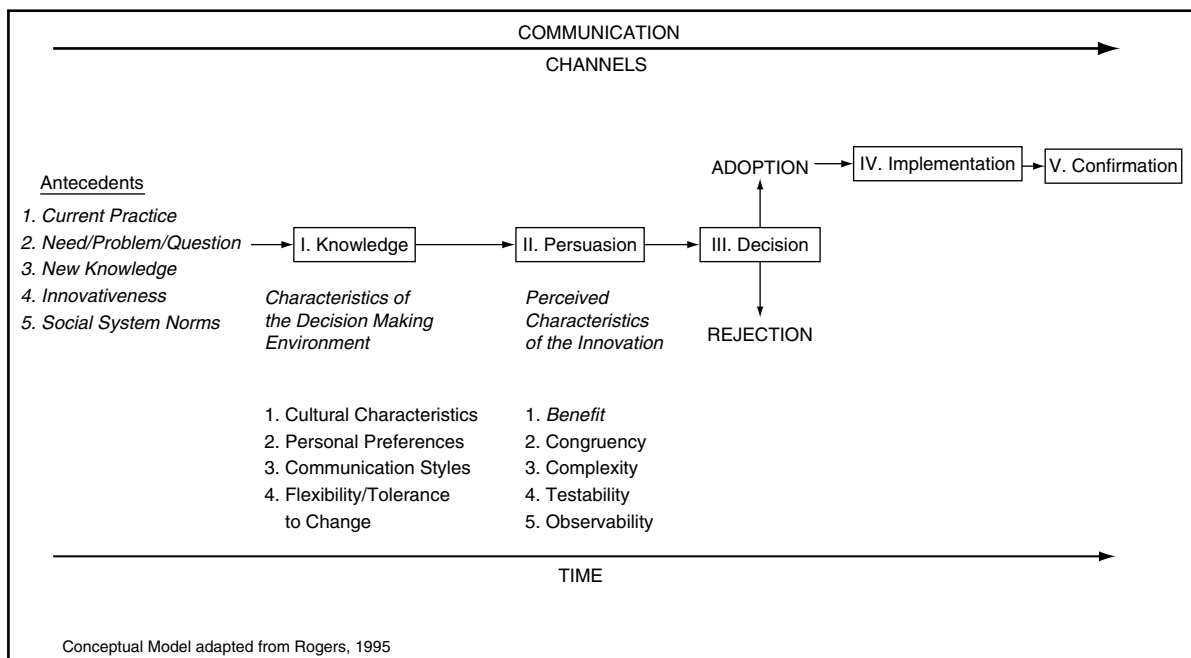 COMMUNICATION
CHANNELS
ADOPTION
IV. Implementation
V. Confirmation
Antecedents
1. Current Practice
2. Need/Problem/Question
3. New Knowledge
4. Innovativeness
5. Social System Norms
I. Knowledge
II. Persuasion
III. Decision
REJECTION
Characteristics of
the Decision Making
Environment
Perceived
Characteristics
of the Innovation
1. Cultural Characteristics
2. Personal Preferences
3. Communication Styles
4. Flexibility/Tolerance
to Change
1. Benefit
2. Congruency
3. Complexity
4. Testability
5. Observability
TIME
Conceptual Model adapted from Rogers, 1995